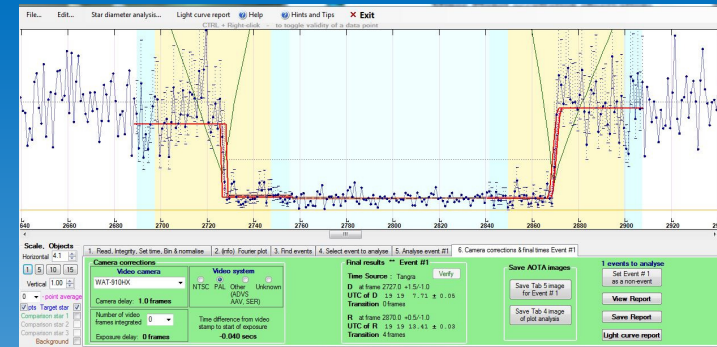 File... Edit... Star diameter analysis... Light curve report Help Hints and Tips Exit
CTRL + Right-click - to toggle validity of a data point
640 2660 2680 2700 2720 2740 2760 2780 2800 2820 2840 2860 2880 2900 2920 294
Scale, Objects
Horizontal 4.1
1 5 10 15
Vertical 1.00
0 - point average
pts Target star
Comparison star 1
Comparison star 2
Comparison star 3
Background
1. Read, Integrity, Set time, Bin & normalise 2. (info) Fourier plot 3. Find events 4. Select event to analyse 5. Analyse event #1 6. Camera corrections & final times Event #1
Camera corrections
Video camera
WAT-910HX
Camera delay: 1.0 frames
Number of video frames integrated 0
Exposure delay: 0 frames
Video system
NTSC PAL Other Unknown
(ADVS
AAV, SER)
Time difference from video
stamp to start of exposure
-0.040 secs
Final results ** Event #1
Time Source : Tangra Verify
D at frame 2727.0 +1.5/-1.0
UTC of D 19 19 7.71 ± 0.05
Transition 0 frames
R at frame 2870.0 +0.5/-1.0
UTC of R 19 19 13.41 ± 0.03
Transition 4 frames
Save AOTA images
Save Tab 5 image
for Event # 1
Save Tab 4 image
of plot analysis
1 events to analyse
Set Event # 1
as a non-event
View Report
Save Report
Light curve report